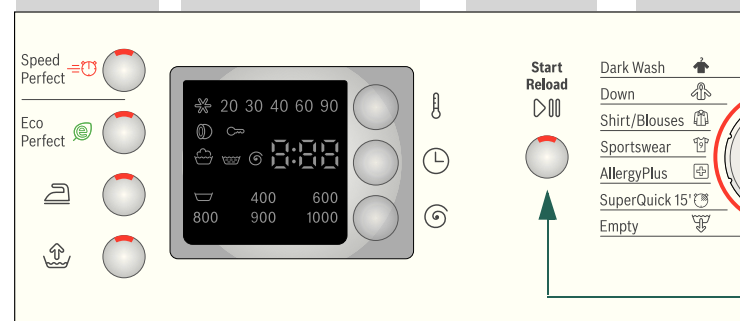 Speed
Perfect
Eco
Perfect
20 30 40 60 90
8:88
400 600
800 900 1000
Start
Reload
Dark Wash
Down
Shirt/Blouses
Sportswear
AllergyPlus
SuperQuick 15'
Empty